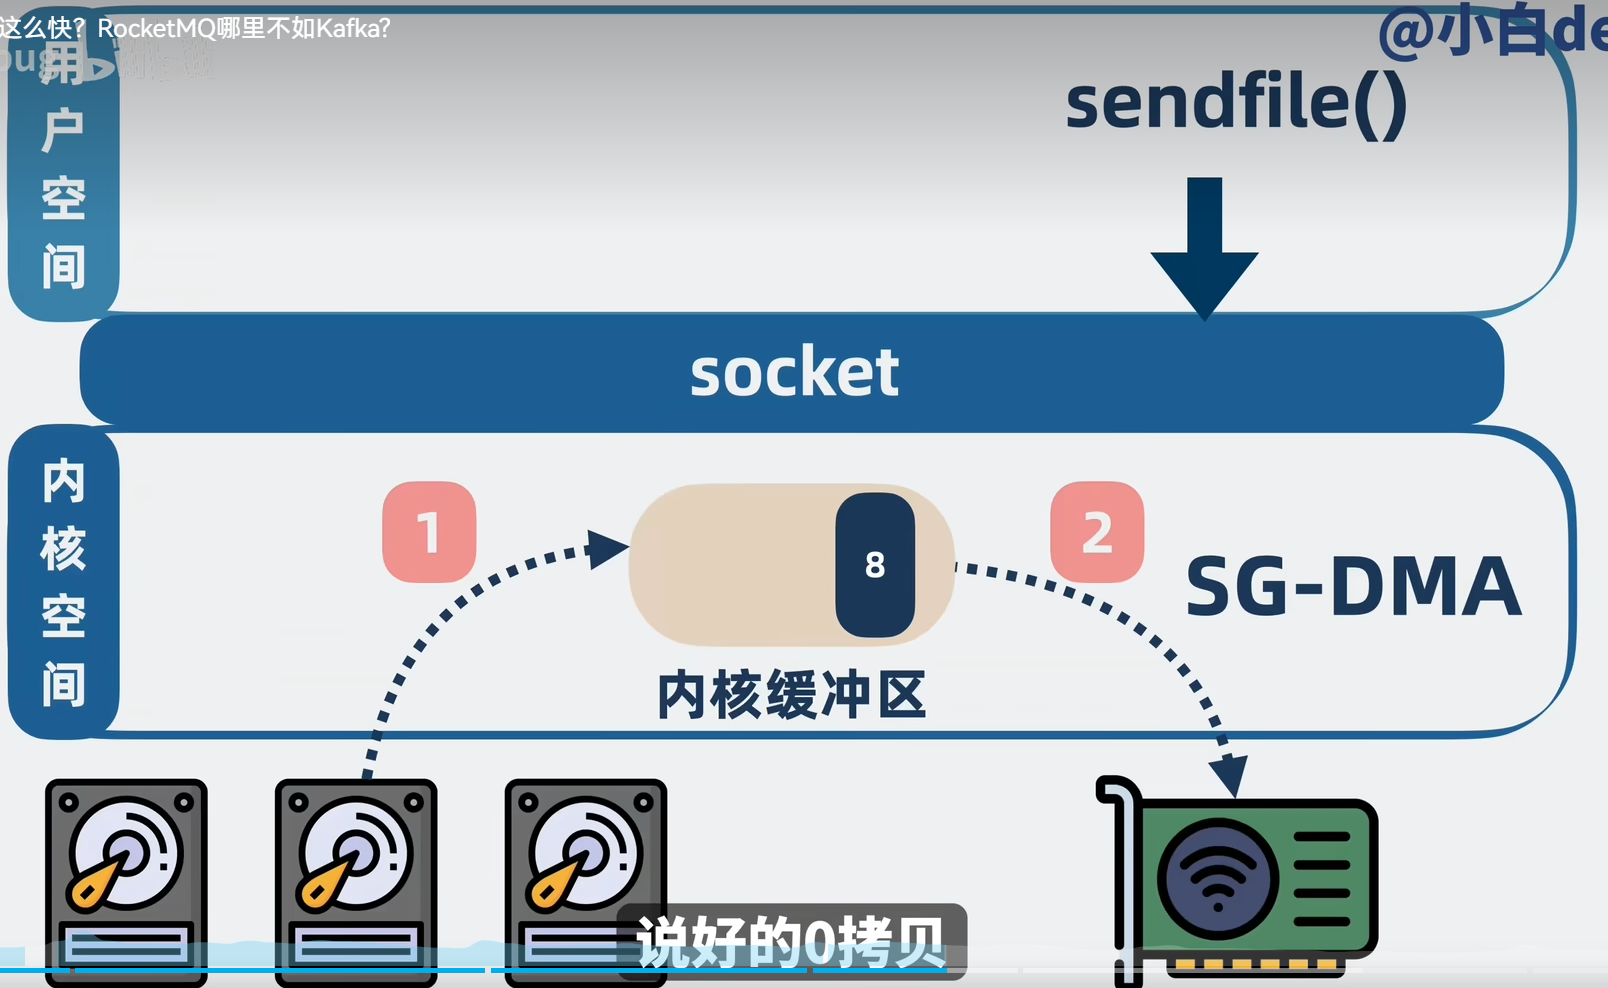 这么快？RocketMQ哪里不如Kafka?
@小白de
bug
用户空间
sendfile()
socket
内核空间
1
8
2
SG-DMA
内核缓冲区
说好的0拷贝